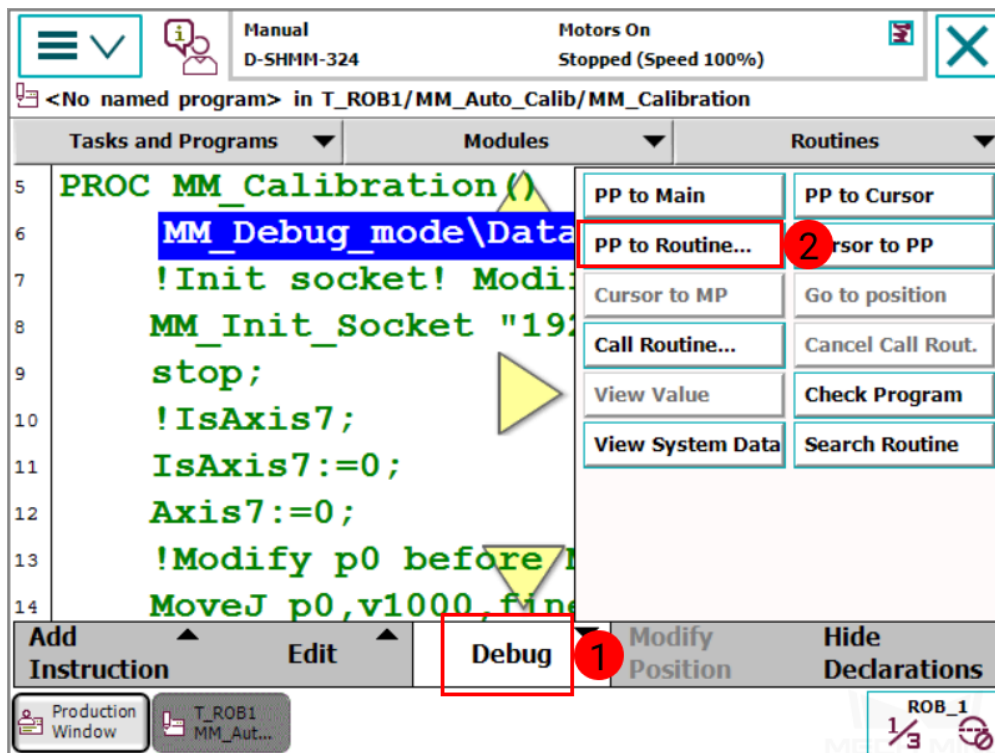 Manual
Motors On
D-SHMM-324
Stopped (Speed 100%)
<No named program> in T_ROB1/MM_Auto_Calib/MM_Calibration
Tasks and Programs
Modules
Routines
5 PROC MM_Calibration()
6 MM_Debug_mode\Data
7 !Init socket! Modi
8 MM_Init_Socket "192
9 stop;
10 !IsAxis7;
11 IsAxis7:=0;
12 Axis7:=0;
13 !Modify p0 before M
14 MoveJ p0,v1000,fine
PP to Main
PP to Cursor
PP to Routine...
2
rsor to PP
Cursor to MP
Go to position
Call Routine...
Cancel Call Rout.
View Value
Check Program
View System Data
Search Routine
Add Instruction
Edit
Debug
1
Modify Position
Hide Declarations
Production Window
T_ROB1
MM_Aut...
ROB_1
1/3